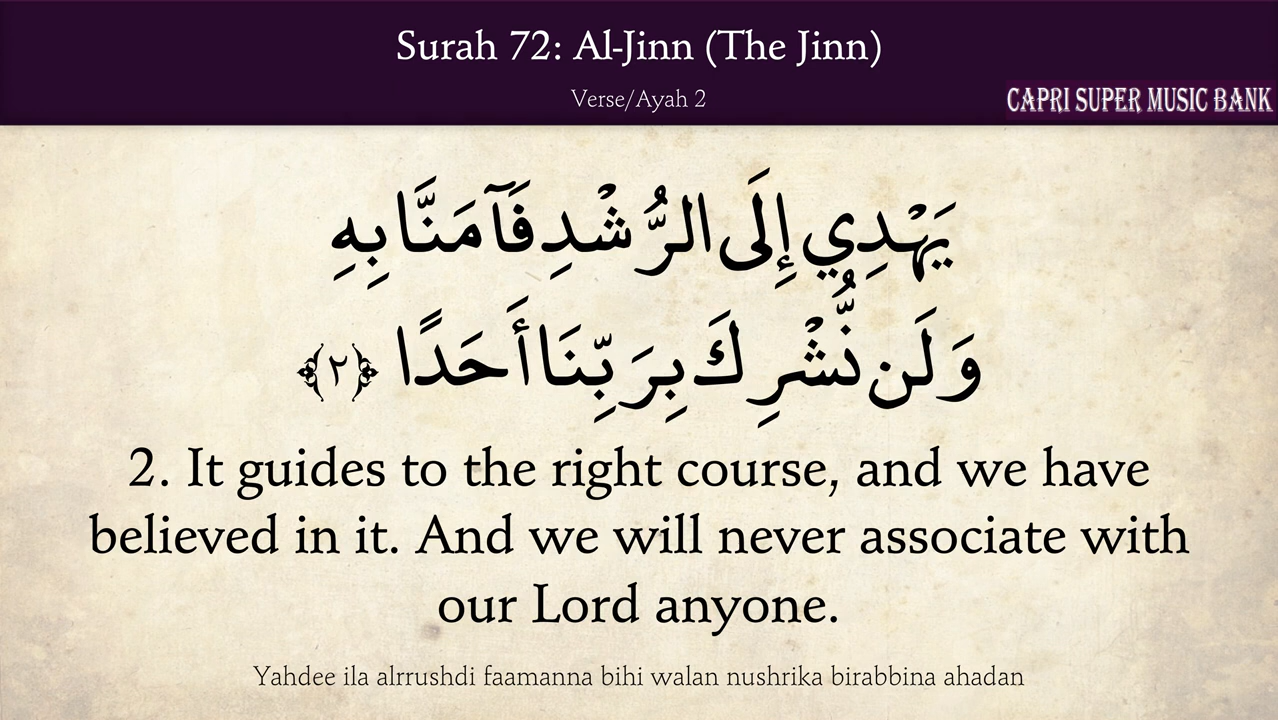 Surah 72: Al-Jinn (The Jinn)
Verse/Ayah 2
CAPRI SUPER MUSIC BANK
يَهْدِي إِلَى الرُّشْدِ فَآمَنَّا بِهِ
وَلَن نُّشْرِكَ بِرَبِّنَا أَحَدًا ﴿٢﴾
2. It guides to the right course, and we have
believed in it. And we will never associate with
our Lord anyone.
Yahdee ila alrrushdi faamanna bihi walan nushrika birabbina ahadan